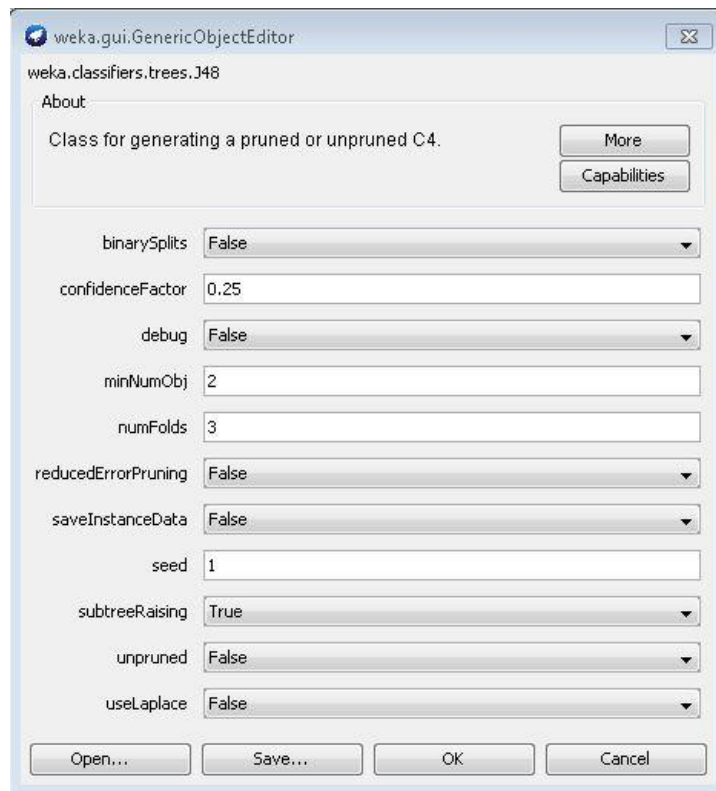 weka.gui.GenericObjectEditor
weka.classifiers.trees.J48
About
Class for generating a pruned or unpruned C4.
More
Capabilities
binarySplits False
confidenceFactor 0.25
debug False
minNumObj 2
numFolds 3
reducedErrorPruning False
saveInstanceData False
seed 1
subtreeRaising True
unpruned False
useLaplace False
Open... Save... OK Cancel